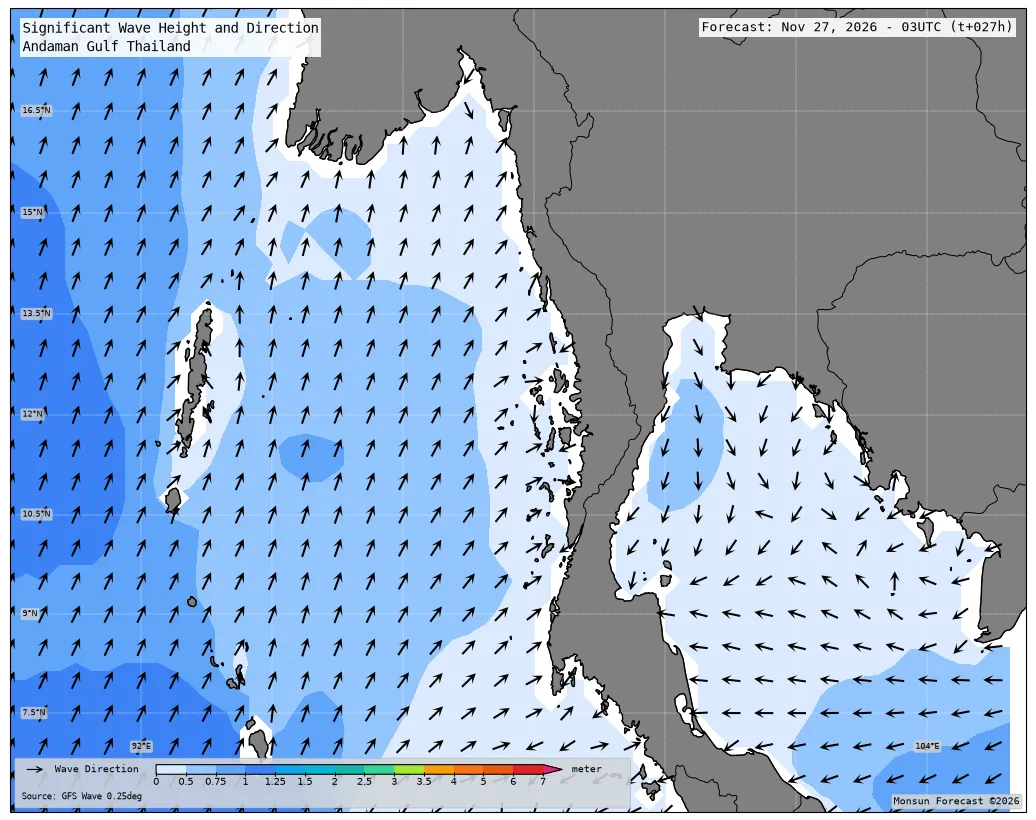 Significant Wave Height and Direction
Andaman Gulf Thailand
Forecast: Nov 27, 2026 - 03UTC (t+027h)
16.5°N
15°N
13.5°N
12°N
10.5°N
9°N
7.5°N
92°E
104°E
Wave Direction
meter
0.5 0.75 1 1.25 1.5 2 2.5 3 3.5 4 5 6 7
Source: GFS Wave 0.25deg
Monsun Forecast ©2026